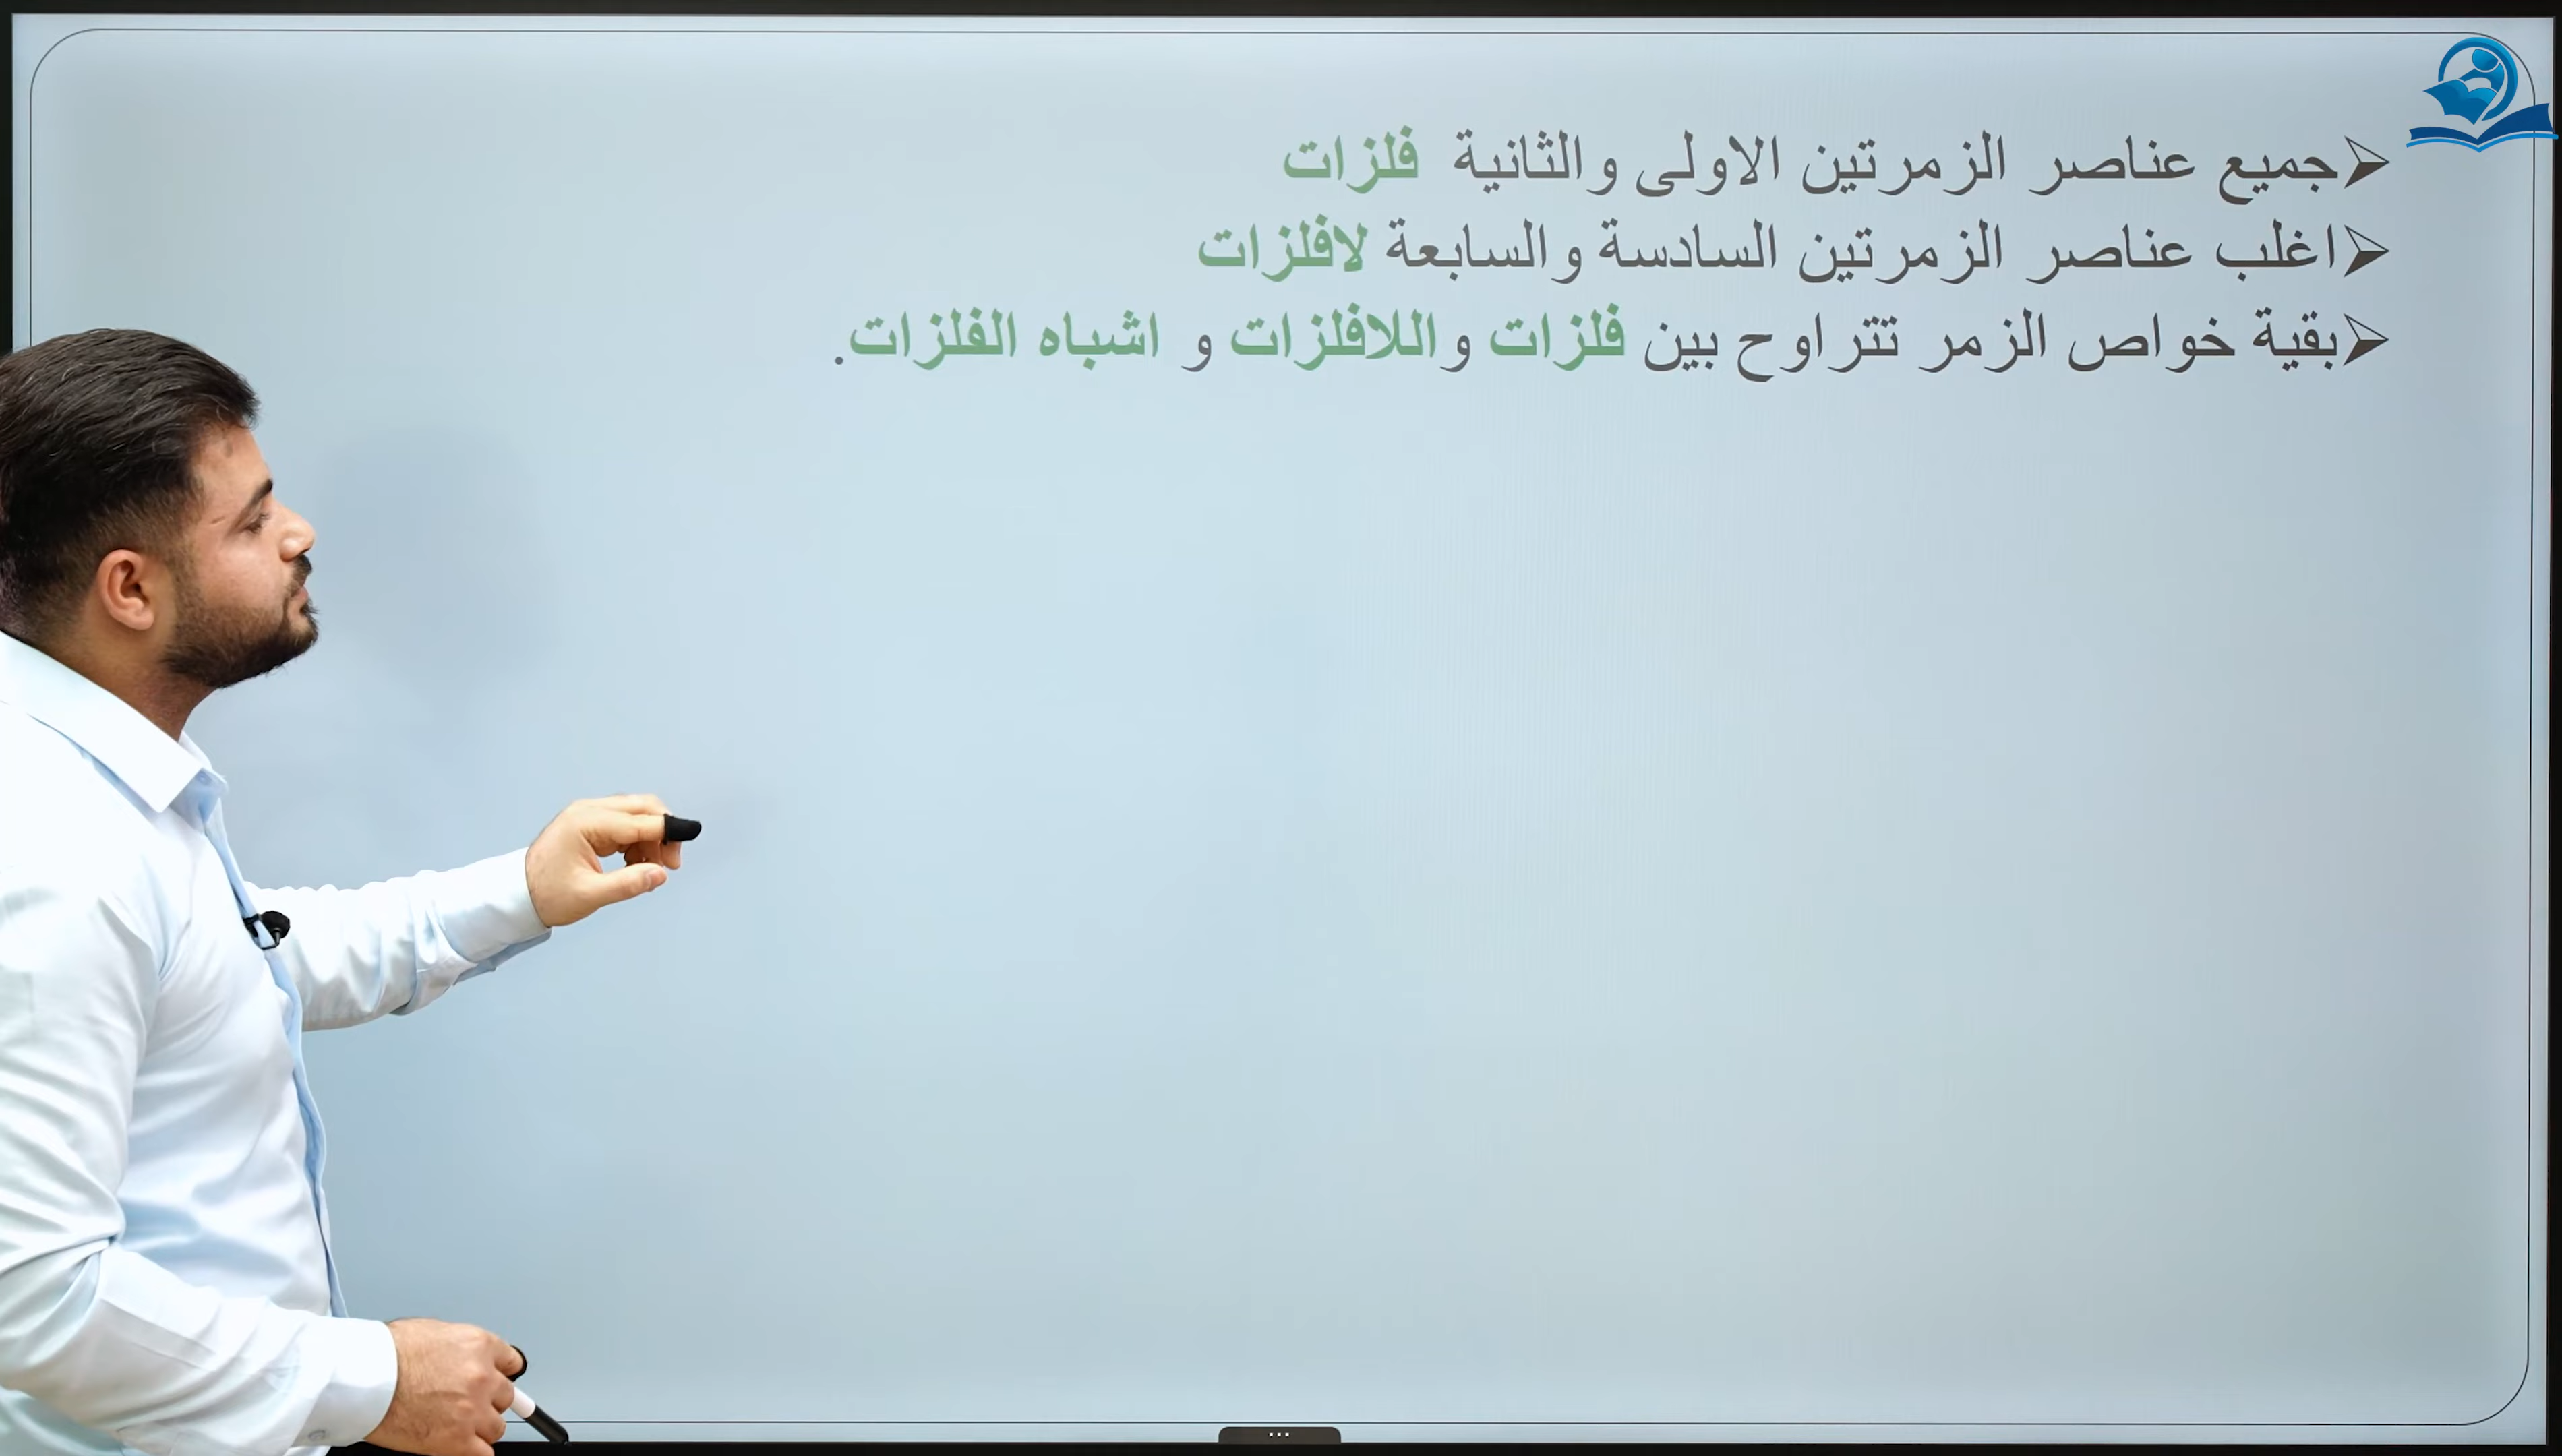 جميع عناصر الزمرتين الاولى والثانية فلزات
اغلب عناصر الزمرتين السادسة والسابعة لافلزات
بقية خواص الزمر تتراوح بين فلزات واللافلزات و اشباه الفلزات.